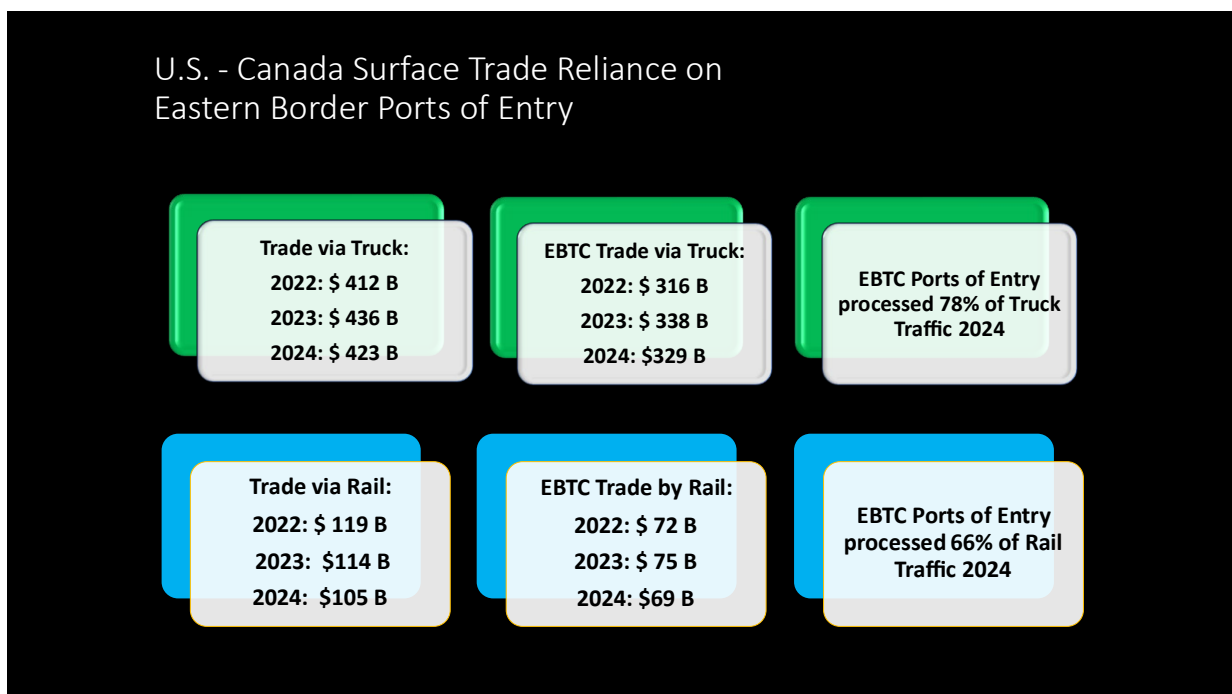 U.S. - Canada Surface Trade Reliance on
Eastern Border Ports of Entry
Trade via Truck:
2022: $ 412 B
2023: $ 436 B
2024: $ 423 B
EBTC Trade via Truck:
2022: $ 316 B
2023: $ 338 B
2024: $329 B
EBTC Ports of Entry
processed 78% of Truck
Traffic 2024
Trade via Rail:
2022: $ 119 B
2023:  $114 B
2024:  $105 B
EBTC Trade by Rail:
2022: $ 72 B
2023: $ 75 B
2024: $69 B
EBTC Ports of Entry
processed 66% of Rail
Traffic 2024